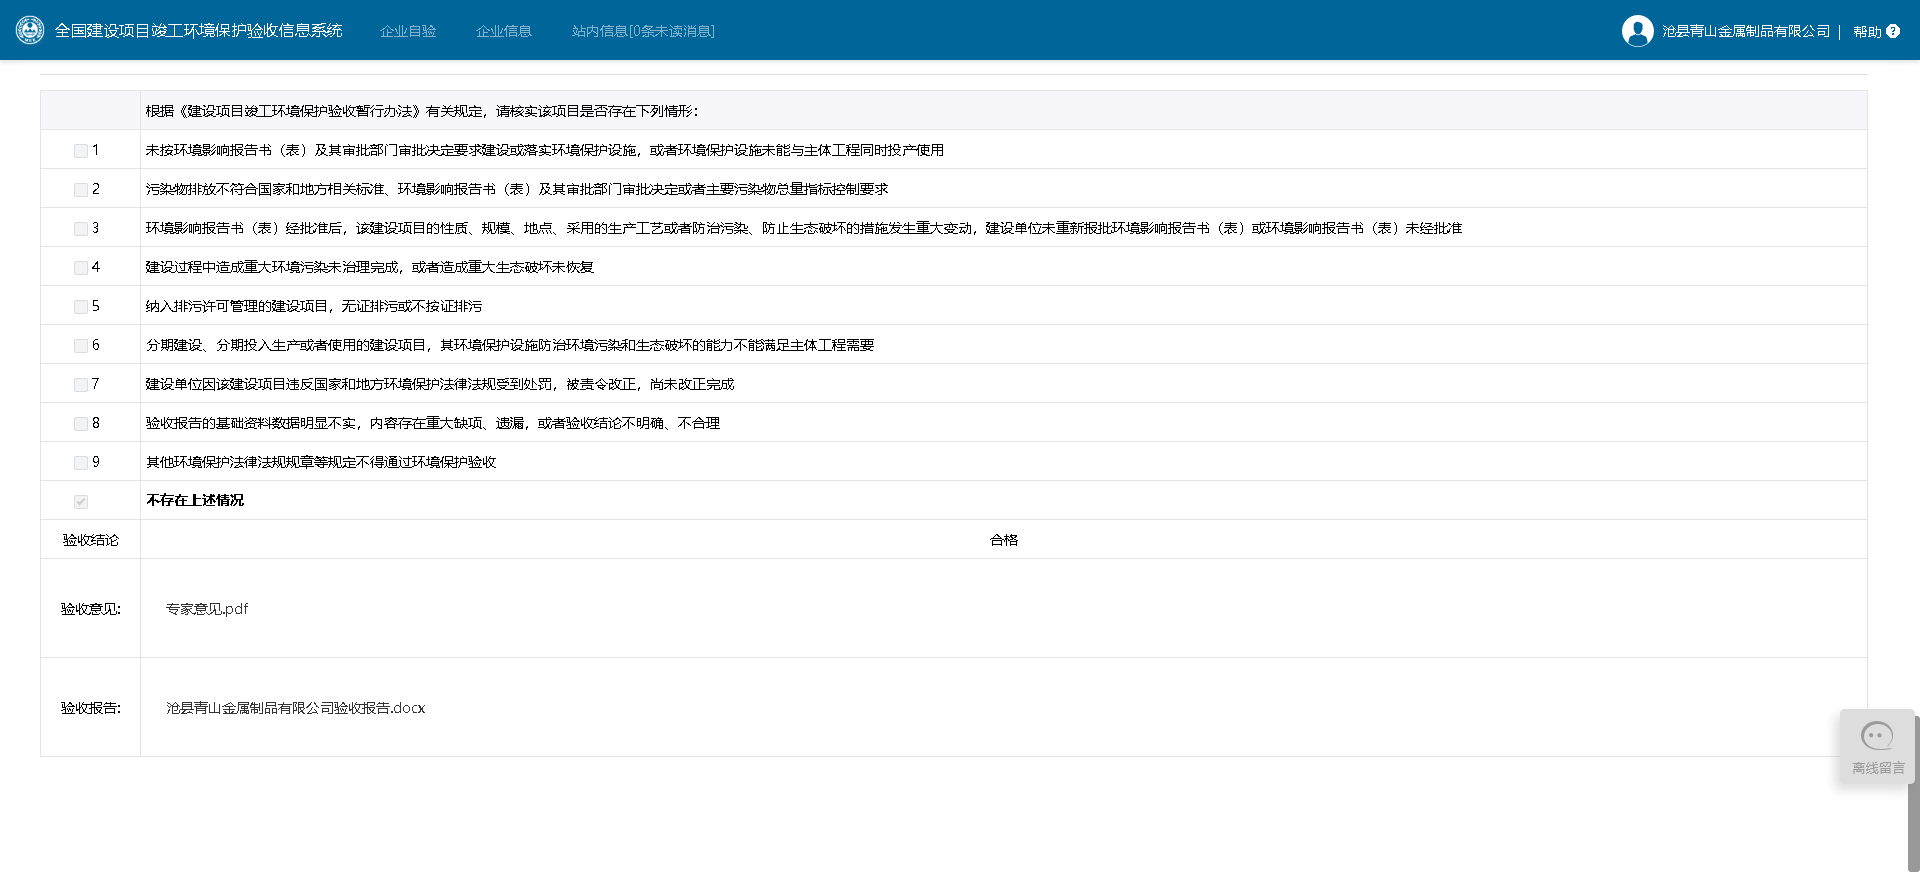 全国建设项目竣工环境保护验收信息系统 企业自验 企业信息 站内信息[0条未读消息] 沧县青山金属制品有限公司 | 帮助
根据《建设项目竣工环境保护验收暂行办法》有关规定，请核实该项目是否存在下列情形：
1 未按环境影响报告书（表）及其审批部门审批决定要求建设或落实环境保护设施，或者环境保护设施未能与主体工程同时投产使用
2 污染物排放不符合国家和地方相关标准、环境影响报告书（表）及其审批部门审批决定或者主要污染物总量指标控制要求
3 环境影响报告书（表）经批准后，该建设项目的性质、规模、地点、采用的生产工艺或者防治污染、防止生态破坏的措施发生重大变动，建设单位未重新报批环境影响报告书（表）或环境影响报告书（表）未经批准
4 建设过程中造成重大环境污染未治理完成，或者造成重大生态破坏未恢复
5 纳入排污许可管理的建设项目，无证排污或不按证排污
6 分期建设、分期投入生产或者使用的建设项目，其环境保护设施防治环境污染和生态破坏的能力不能满足主体工程需要
7 建设单位因该建设项目违反国家和地方环境保护法律法规受到处罚，被责令改正，尚未改正完成
8 验收报告的基础资料数据明显不实，内容存在重大缺项、遗漏，或者验收结论不明确、不合理
9 其他环境保护法律法规规章等规定不得通过环境保护验收
不存在上述情况
验收结论 合格
验收意见: 专家意见.pdf
验收报告: 沧县青山金属制品有限公司验收报告.docx
离线留言